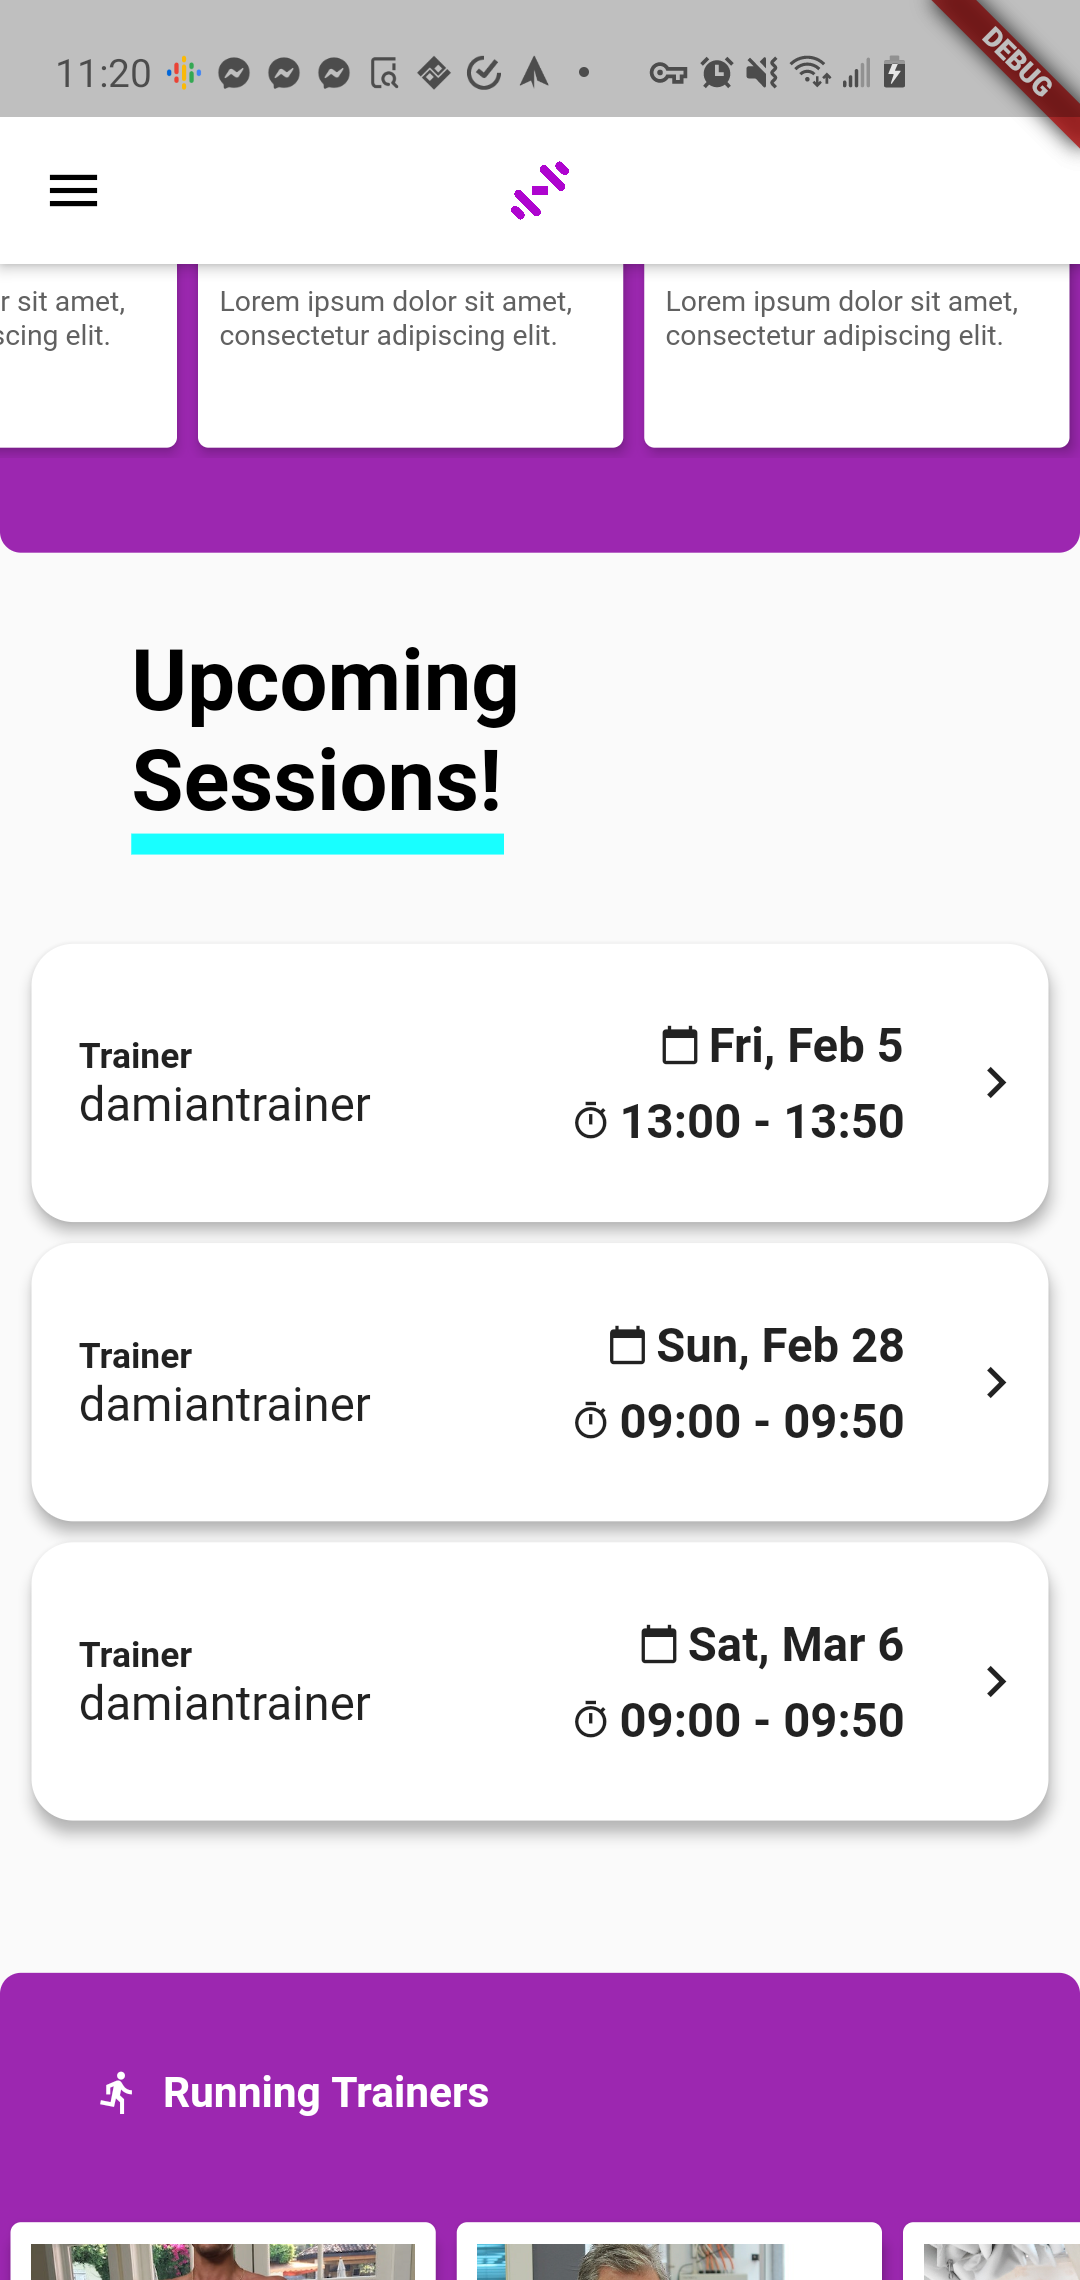 11:20
DEBUG
r sit amet,
scing elit.
Lorem ipsum dolor sit amet,
consectetur adipiscing elit.
Lorem ipsum dolor sit amet,
consectetur adipiscing elit.
Upcoming
Sessions!
Trainer
damiantrainer
Fri, Feb 5
13:00 - 13:50
Trainer
damiantrainer
Sun, Feb 28
09:00 - 09:50
Trainer
damiantrainer
Sat, Mar 6
09:00 - 09:50
Running Trainers